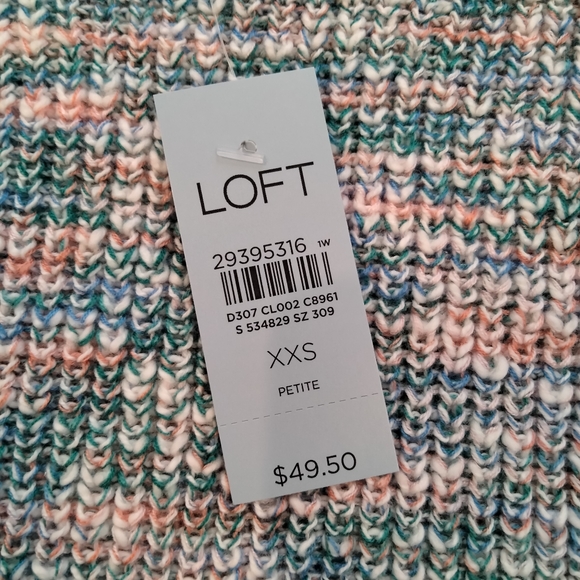 LOFT
29395316 1W
D307 CL002 C8961
S 534829 SZ 309
XXS
PETITE
$49.50